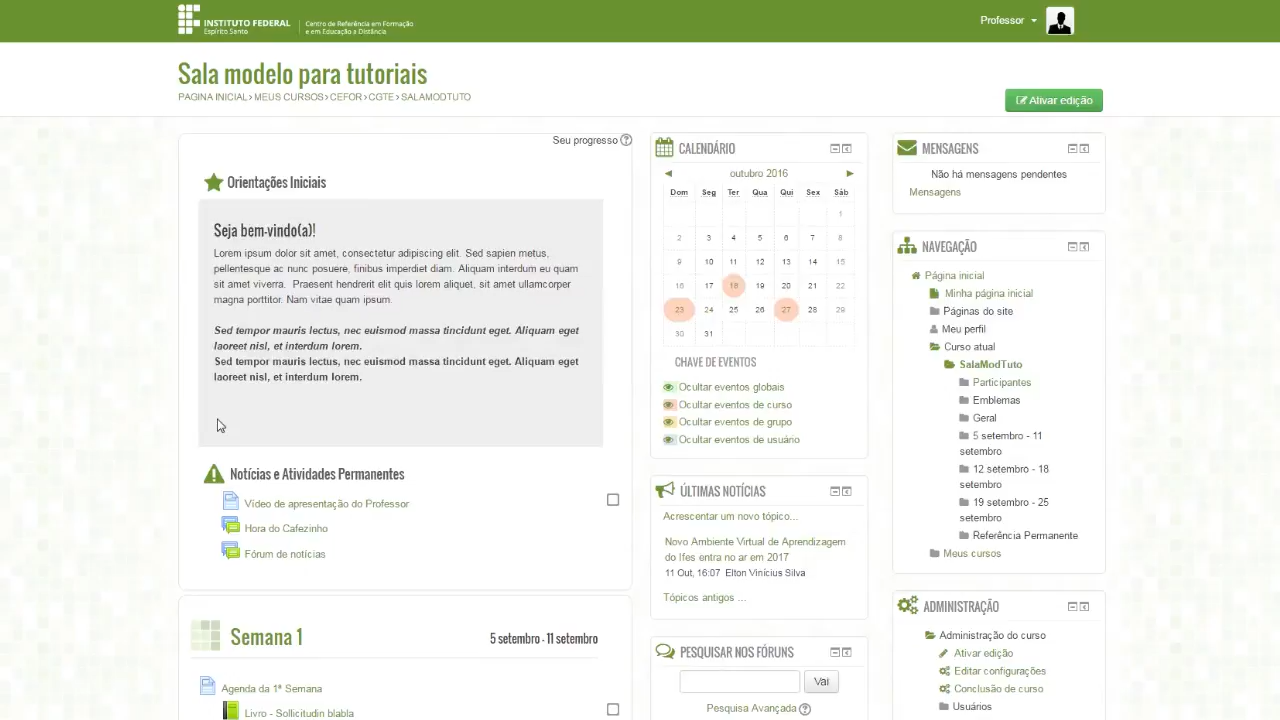 INSTITUTO FEDERAL
Espírito Santo
Centro de Referência em Formação
e em Educação a Distância
Professor
Sala modelo para tutoriais
PÁGINA INICIAL › MEUS CURSOS › CEFOR › CGTE › SALAMODTUTO
Ativar edição
Seu progresso
Orientações Iniciais
Seja bem-vindo(a)!
Lorem ipsum dolor sit amet, consectetur adipiscing elit. Sed sapien metus,
pellentesque ac nunc posuere, finibus imperdiet diam. Aliquam interdum eu quam
sit amet viverra. Praesent hendrerit elit quis lorem aliquet, sit amet ullamcorper
magna porttitor. Nam vitae quam ipsum.
Sed tempor mauris lectus, nec euismod massa tincidunt eget. Aliquam eget
laoreet nisl, et interdum lorem.
Sed tempor mauris lectus, nec euismod massa tincidunt eget. Aliquam eget
laoreet nisl, et interdum lorem.
Notícias e Atividades Permanentes
Vídeo de apresentação do Professor
Hora do Cafezinho
Fórum de notícias
Semana 1
5 setembro - 11 setembro
Agenda da 1ª Semana
Livro - Sollicitudin blabla
CALENDÁRIO
outubro 2016
Dom Seg Ter Qua Qui Sex Sáb
1
2 3 4 5 6 7 8
9 10 11 12 13 14 15
16 17 18 19 20 21 22
23 24 25 26 27 28 29
30 31
CHAVE DE EVENTOS
Ocultar eventos globais
Ocultar eventos de curso
Ocultar eventos de grupo
Ocultar eventos de usuário
ÚLTIMAS NOTÍCIAS
Acrescentar um novo tópico...
Novo Ambiente Virtual de Aprendizagem
do Ifes entra no ar em 2017
11 Out, 16:07 Elton Vinícius Silva
Tópicos antigos ...
PESQUISAR NOS FÓRUNS
Vai
Pesquisa Avançada
MENSAGENS
Não há mensagens pendentes
Mensagens
NAVEGAÇÃO
Página inicial
Minha página inicial
Páginas do site
Meu perfil
Curso atual
SalaModTuto
Participantes
Emblemas
Geral
5 setembro - 11
setembro
12 setembro - 18
setembro
19 setembro - 25
setembro
Referência Permanente
Meus cursos
ADMINISTRAÇÃO
Administração do curso
Ativar edição
Editar configurações
Conclusão de curso
Usuários